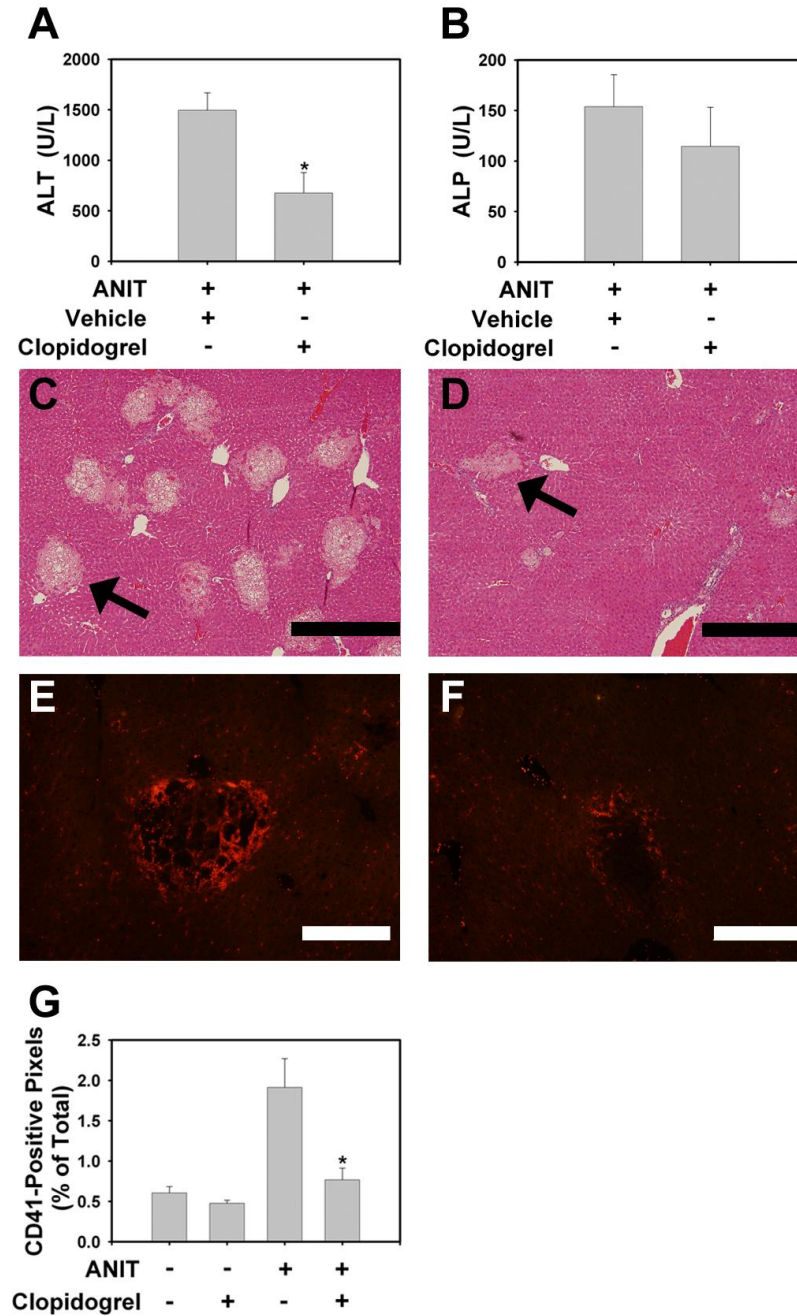 A
2000
1500
1000
500
0
ALT (U/L)
*
ANIT + +
Vehicle + -
Clopidogrel - +
B
200
150
100
50
0
ALP (U/L)
ANIT + +
Vehicle + -
Clopidogrel - +
C
D
E
F
G
2.5
2.0
1.5
1.0
0.5
0.0
CD41-Positive Pixels
(% of Total)
*
ANIT - - + +
Clopidogrel - + - +